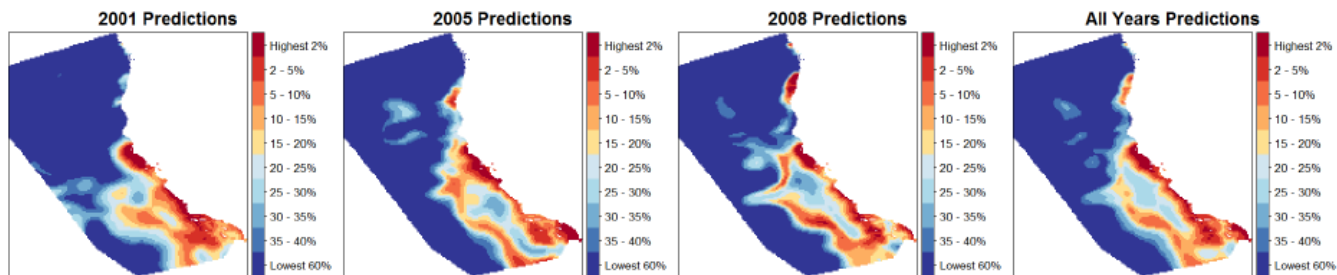 2001 Predictions
Highest 2%
2 - 5%
5 - 10%
10 - 15%
15 - 20%
20 - 25%
25 - 30%
30 - 35%
35 - 40%
Lowest 60%
2005 Predictions
Highest 2%
2 - 5%
5 - 10%
10 - 15%
15 - 20%
20 - 25%
25 - 30%
30 - 35%
35 - 40%
Lowest 60%
2008 Predictions
Highest 2%
2 - 5%
5 - 10%
10 - 15%
15 - 20%
20 - 25%
25 - 30%
30 - 35%
35 - 40%
Lowest 60%
All Years Predictions
Highest 2%
2 - 5%
5 - 10%
10 - 15%
15 - 20%
20 - 25%
25 - 30%
30 - 35%
35 - 40%
Lowest 60%